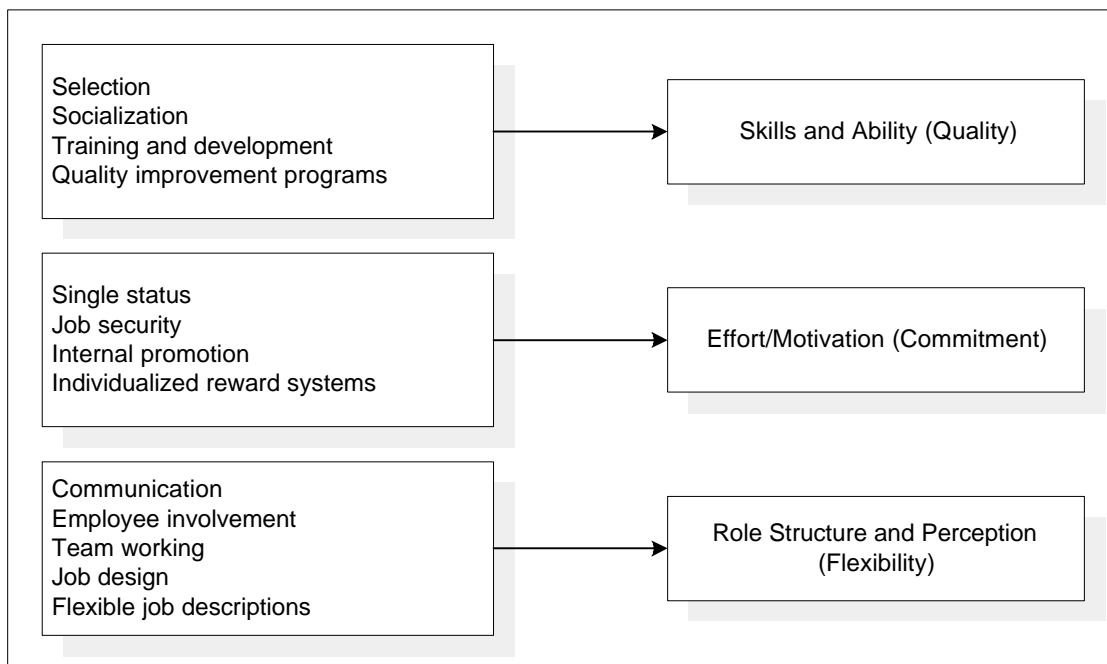 Selection
Socialization
Training and development
Quality improvement programs
Skills and Ability (Quality)
Single status
Job security
Internal promotion
Individualized reward systems
Effort/Motivation (Commitment)
Communication
Employee involvement
Team working
Job design
Flexible job descriptions
Role Structure and Perception
(Flexibility)